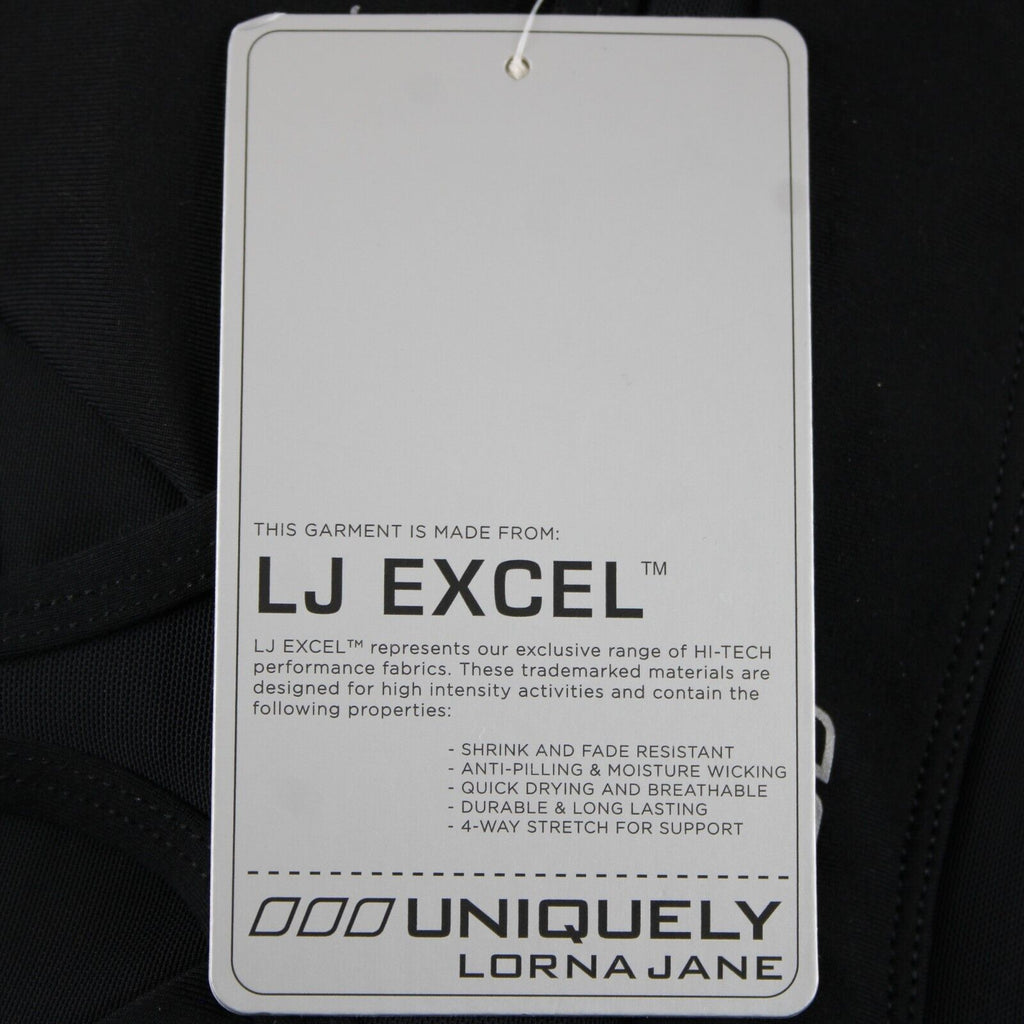 THIS GARMENT IS MADE FROM:
LJ EXCEL™
LJ EXCEL™ represents our exclusive range of HI-TECH
performance fabrics. These trademarked materials are
designed for high intensity activities and contain the
following properties:
- SHRINK AND FADE RESISTANT
- ANTI-PILLING & MOISTURE WICKING
- QUICK DRYING AND BREATHABLE
- DURABLE & LONG LASTING
- 4-WAY STRETCH FOR SUPPORT
UNIQUELY
LORNA JANE